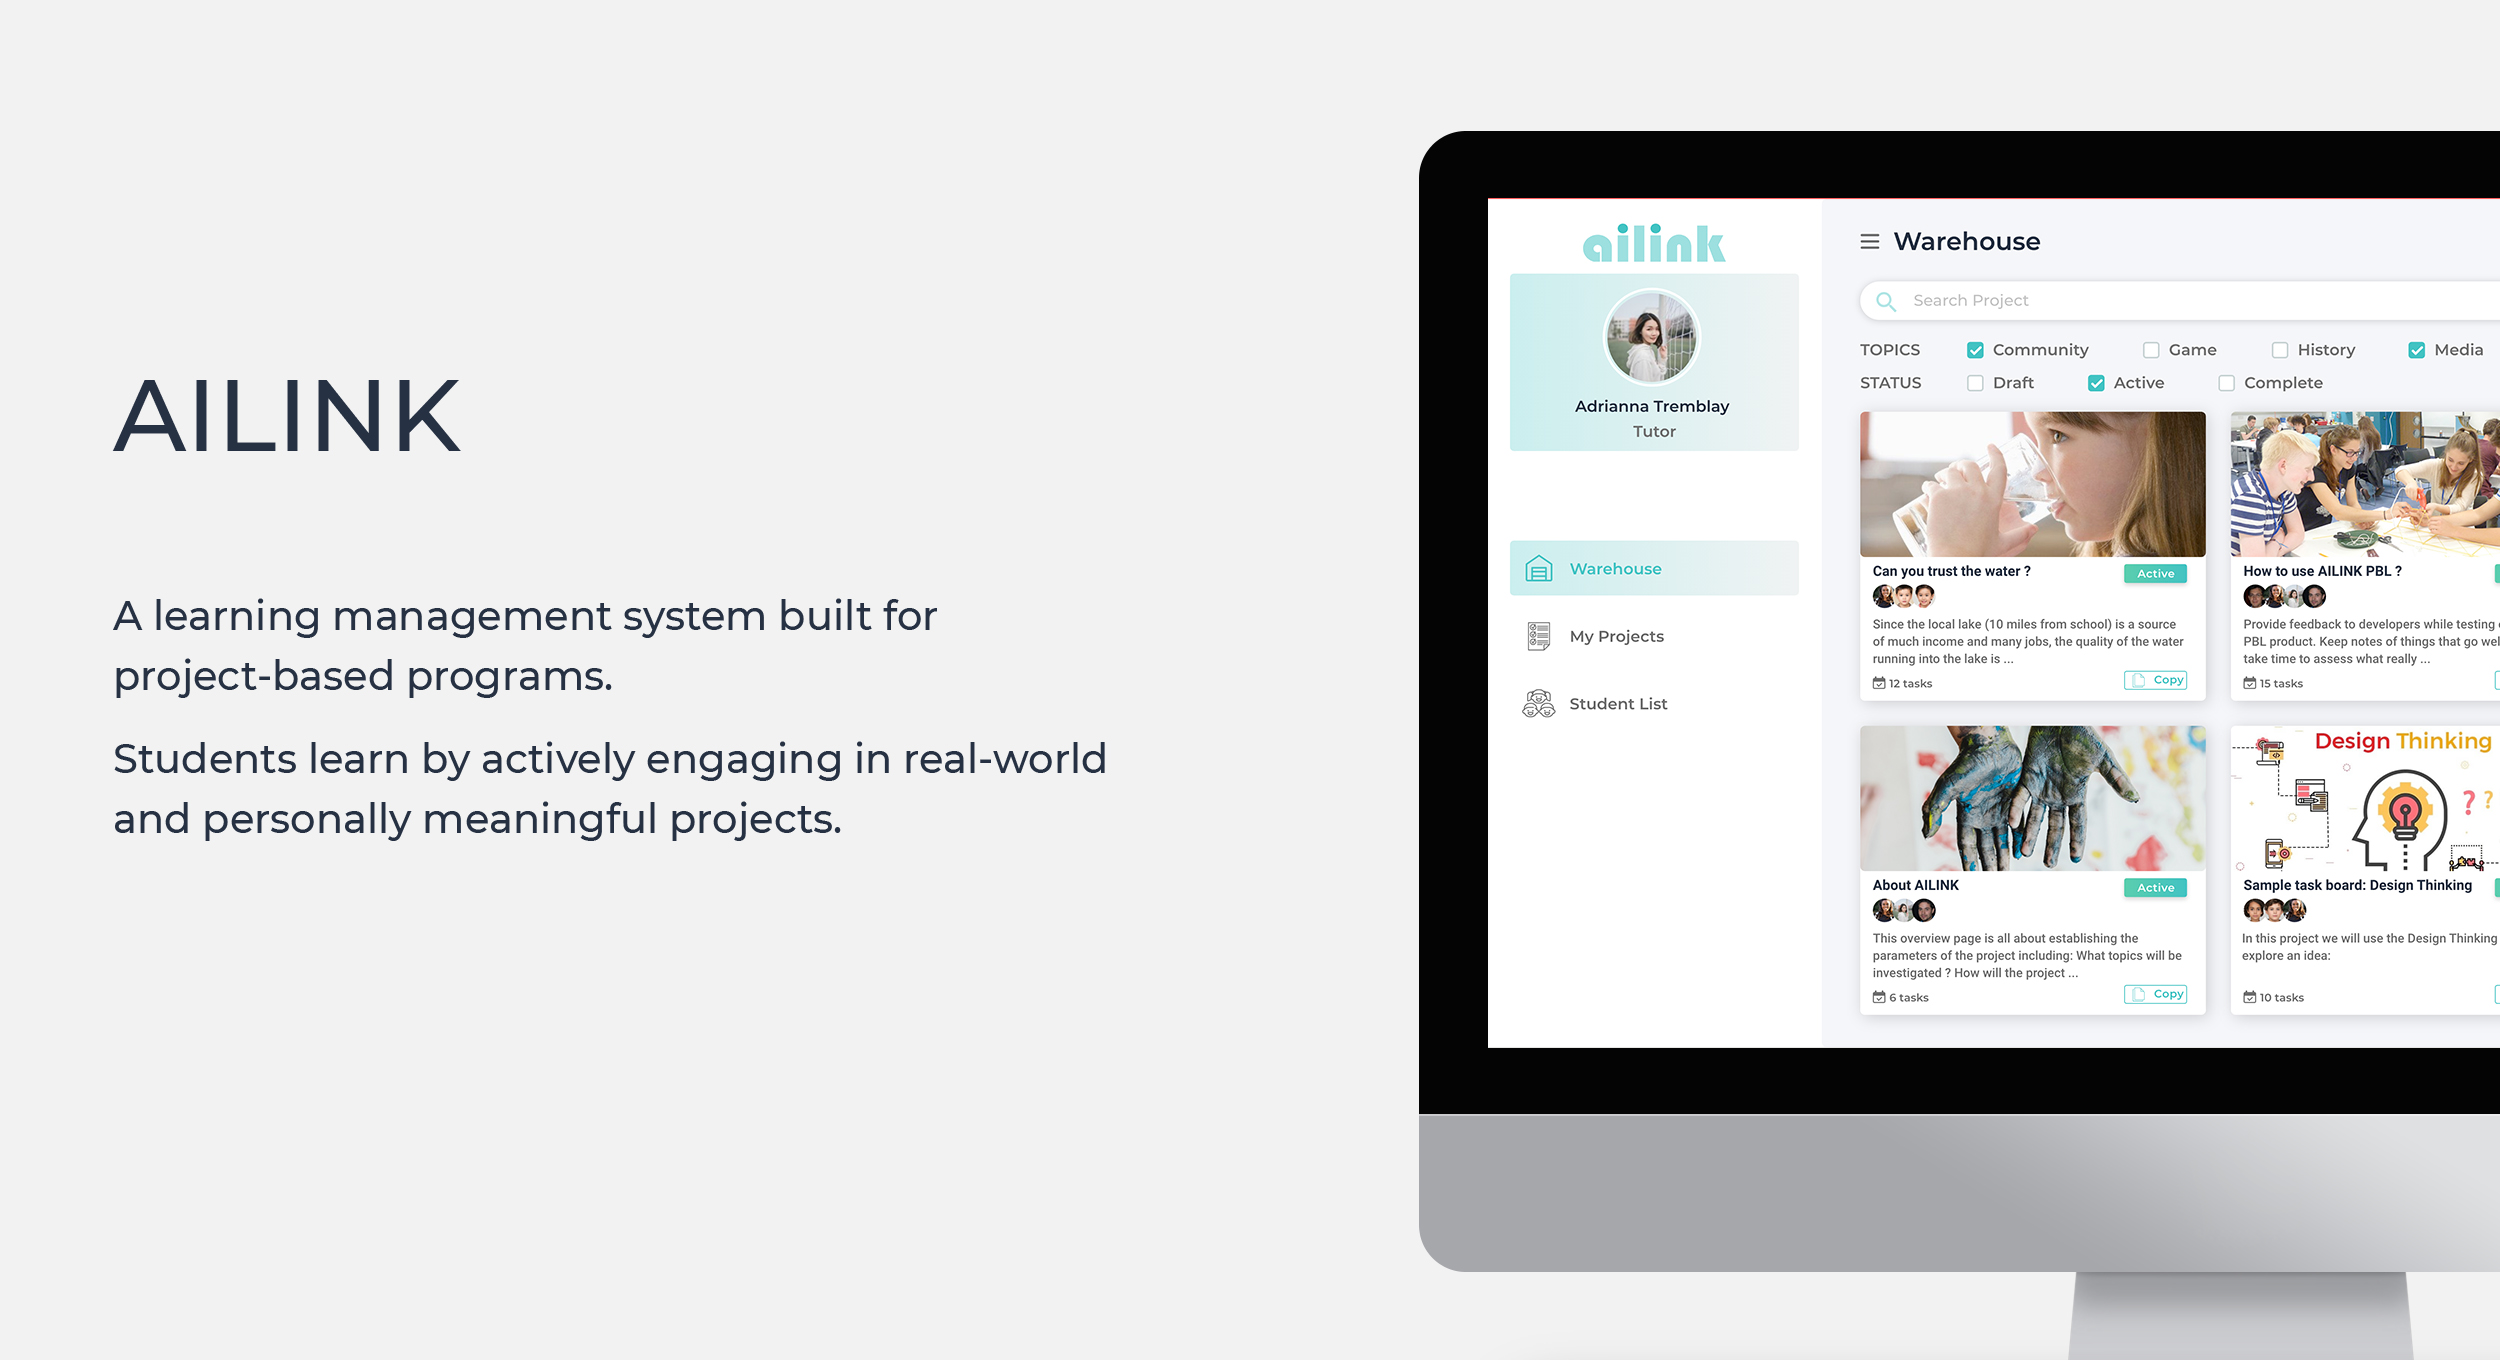 AILINK
A learning management system built for
project-based programs.
Students learn by actively engaging in real-world
and personally meaningful projects.
ailink
Adrianna Tremblay
Tutor
Warehouse
My Projects
Student List
Warehouse
Search Project
TOPICS Community Game History Media
STATUS Draft Active Complete
Can you trust the water ? Active
Since the local lake (10 miles from school) is a source
of much income and many jobs, the quality of the water
running into the lake is ...
12 tasks Copy
How to use AILINK PBL ?
Provide feedback to developers while testing
PBL product. Keep notes of things that go
take time to assess what really ...
15 tasks
About AILINK Active
This overview page is all about establishing the
parameters of the project including: What topics will be
investigated ? How will the project ...
6 tasks Copy
Design Thinking
? ?
Sample task board: Design Thinking
In this project we will use the Design Thinking
explore an idea:
10 tasks